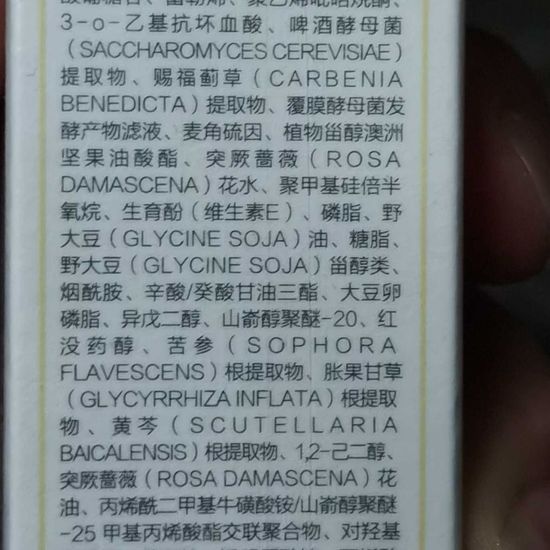 3-o-乙基抗坏血酸、啤酒酵母菌
(SACCHAROMYCES CEREVISIAE)
提取物、赐福蓟草(CARBENIA
BENEDICTA)提取物、覆膜酵母菌发
酵产物滤液、麦角硫因、植物甾醇澳洲
坚果油酸酯、突厥蔷薇(ROSA
DAMASCENA)花水、聚甲基硅倍半
氧烷、生育酚(维生素E)、磷脂、野
大豆(GLYCINE SOJA)油、糖脂、
野大豆(GLYCINE SOJA)甾醇类、
烟酰胺、辛酸/癸酸甘油三酯、大豆卵
磷脂、异戊二醇、山嵛醇聚醚-20、红
没药醇、苦参(SOPHORA
FLAVESCENS)根提取物、胀果甘草
(GLYCYRRHIZA INFLATA)根提取
物、黄芩(SCUTELLARIA
BAICALENSIS)根提取物、1,2-己二醇、
突厥蔷薇(ROSA DAMASCENA)花
油、丙烯酰二甲基牛磺酸铵/山嵛醇聚醚
-25 甲基丙烯酸酯交联聚合物、对羟基